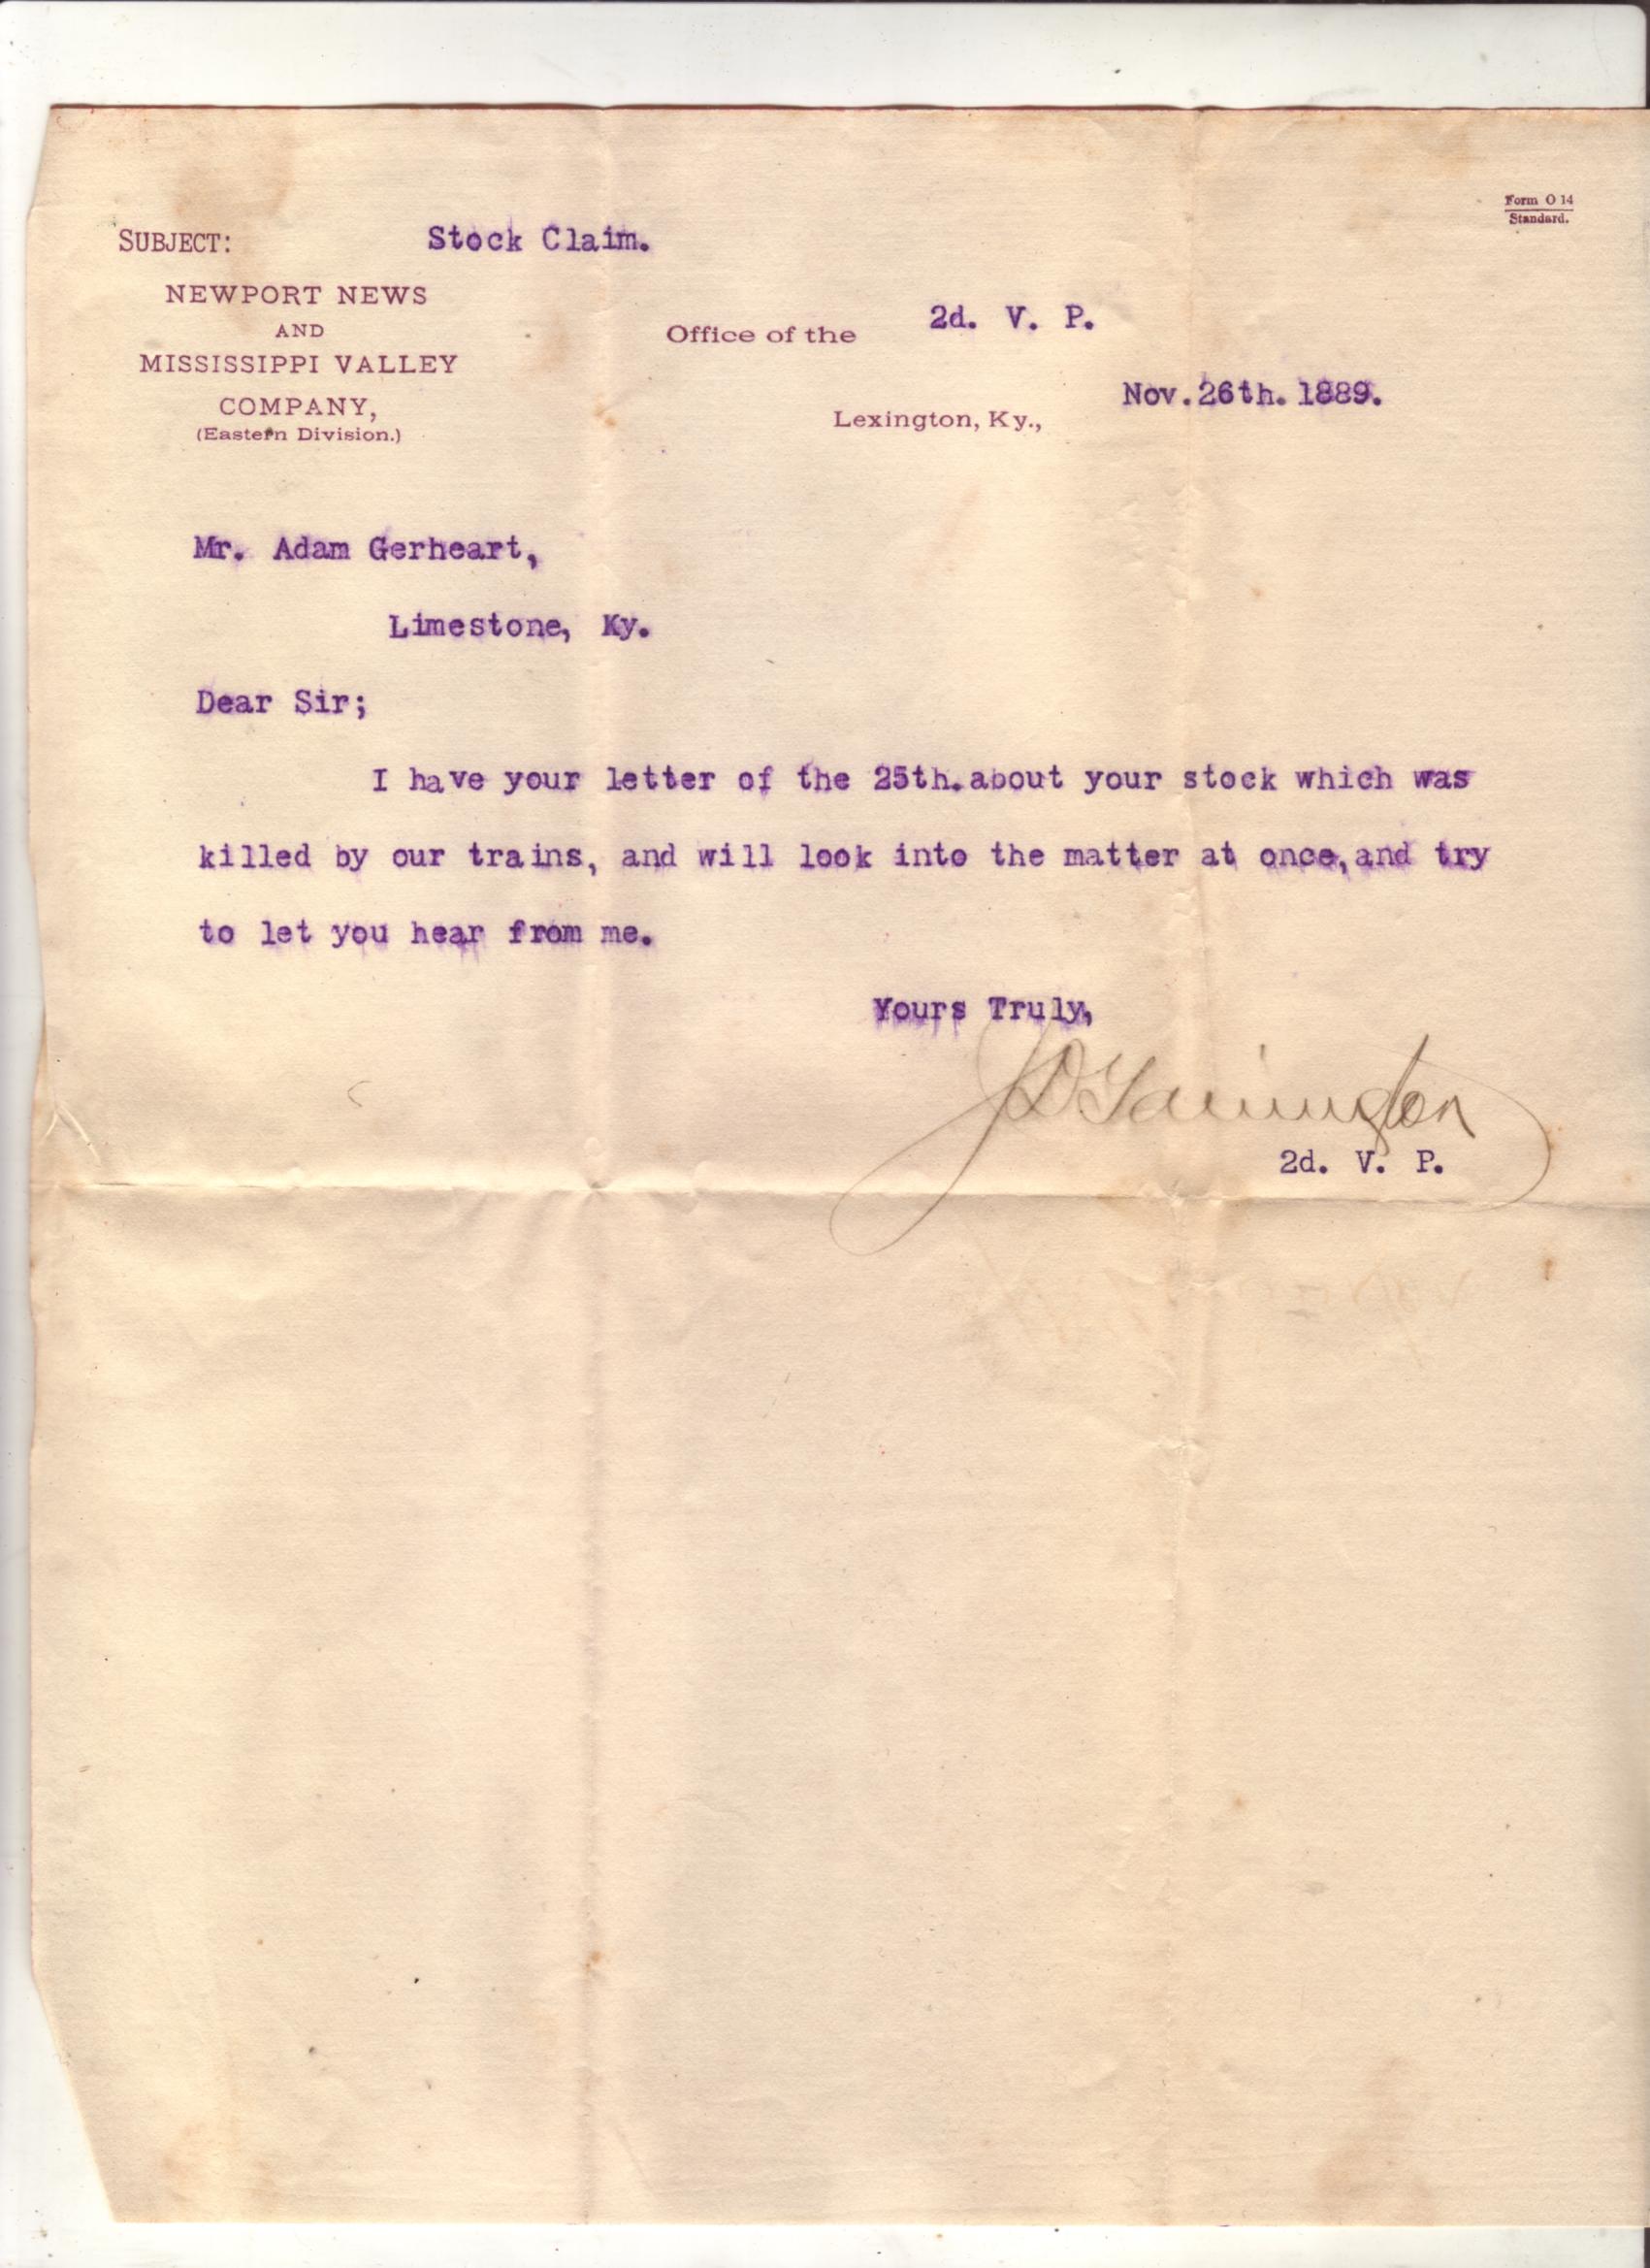 Form O 14
Standard.
SUBJECT: Stock Claim.
NEWPORT NEWS
AND
MISSISSIPPI VALLEY
COMPANY,
(Eastern Division.)
Office of the 2d. V. P.
Lexington, Ky., Nov.26th. 1889.
Mr. Adam Gerheart,
Limestone, Ky.
Dear Sir;
I have your letter of the 25th.about your stock which was
killed by our trains, and will look into the matter at once,and try
to let you hear from me.
Yours Truly,
2d. V. P.